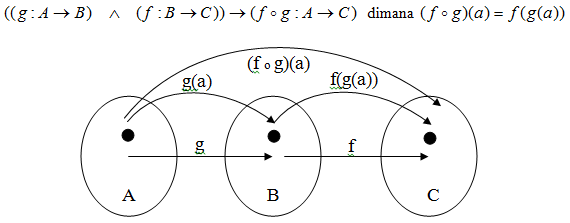 ((g : A → B) ∧ (f : B → C)) → (f ∘ g : A → C) dimana (f ∘ g)(a) = f(g(a))
(f o g)(a)
g(a) f(g(a))
g f
A B C